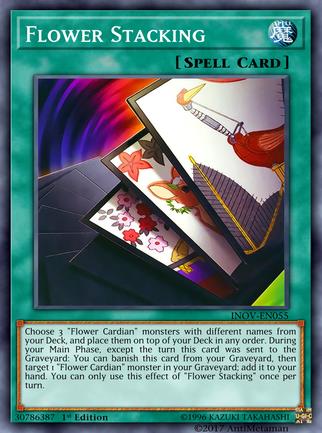 Flower Stacking
[Spell Card]
INOV-EN055
Choose 3 "Flower Cardian" monsters with different names from
your Deck, and place them on top of your Deck in any order. During
your Main Phase, except the turn this card was sent to the
Graveyard: You can banish this card from your Graveyard, then
target 1 "Flower Cardian" monster in your Graveyard; add it to your
hand. You can only use this effect of "Flower Stacking" once per
turn.
30786387 1st Edition ©1996 KAZUKI TAKAHASHI
©2017 AntiMetaman